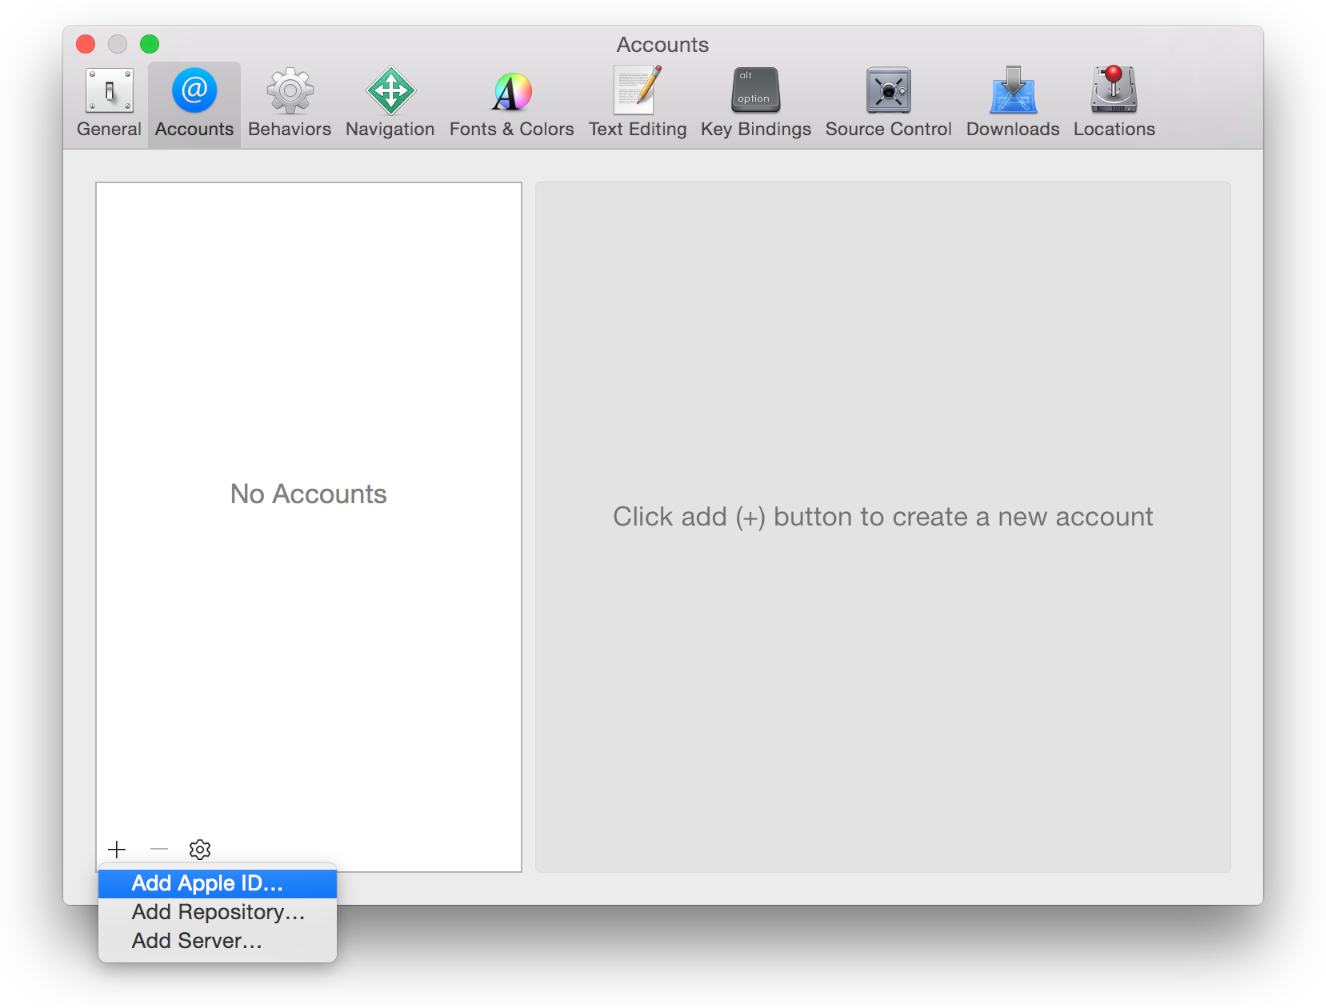 Accounts
alt
option
General Accounts Behaviors Navigation Fonts & Colors Text Editing Key Bindings Source Control Downloads Locations
No Accounts
Click add (+) button to create a new account
Add Apple ID...
Add Repository...
Add Server...